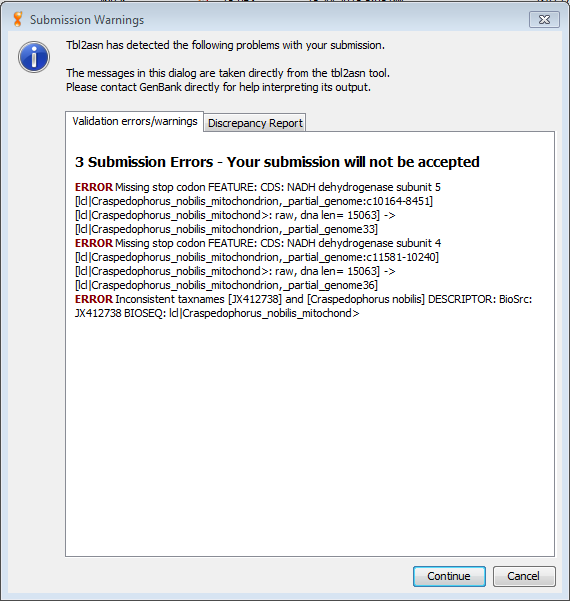 Submission Warnings
Tbl2asn has detected the following problems with your submission.
The messages in this dialog are taken directly from the tbl2asn tool.
Please contact GenBank directly for help interpreting its output.
Validation errors/warnings
Discrepancy Report
3 Submission Errors - Your submission will not be accepted
ERROR Missing stop codon FEATURE: CDS: NADH dehydrogenase subunit 5
[lcl|Craspedophorus_nobilis_mitochondrion,_partial_genome:c10164-8451]
[lcl|Craspedophorus_nobilis_mitochond>: raw, dna len= 15063] ->
[lcl|Craspedophorus_nobilis_mitochondrion,_partial_genome33]
ERROR Missing stop codon FEATURE: CDS: NADH dehydrogenase subunit 4
[lcl|Craspedophorus_nobilis_mitochondrion,_partial_genome:c11581-10240]
[lcl|Craspedophorus_nobilis_mitochond>: raw, dna len= 15063] ->
[lcl|Craspedophorus_nobilis_mitochondrion,_partial_genome36]
ERROR Inconsistent taxnames [JX412738] and [Craspedophorus nobilis] DESCRIPTOR: BioSrc:
JX412738 BIOSEQ: lcl|Craspedophorus_nobilis_mitochond>
Continue
Cancel